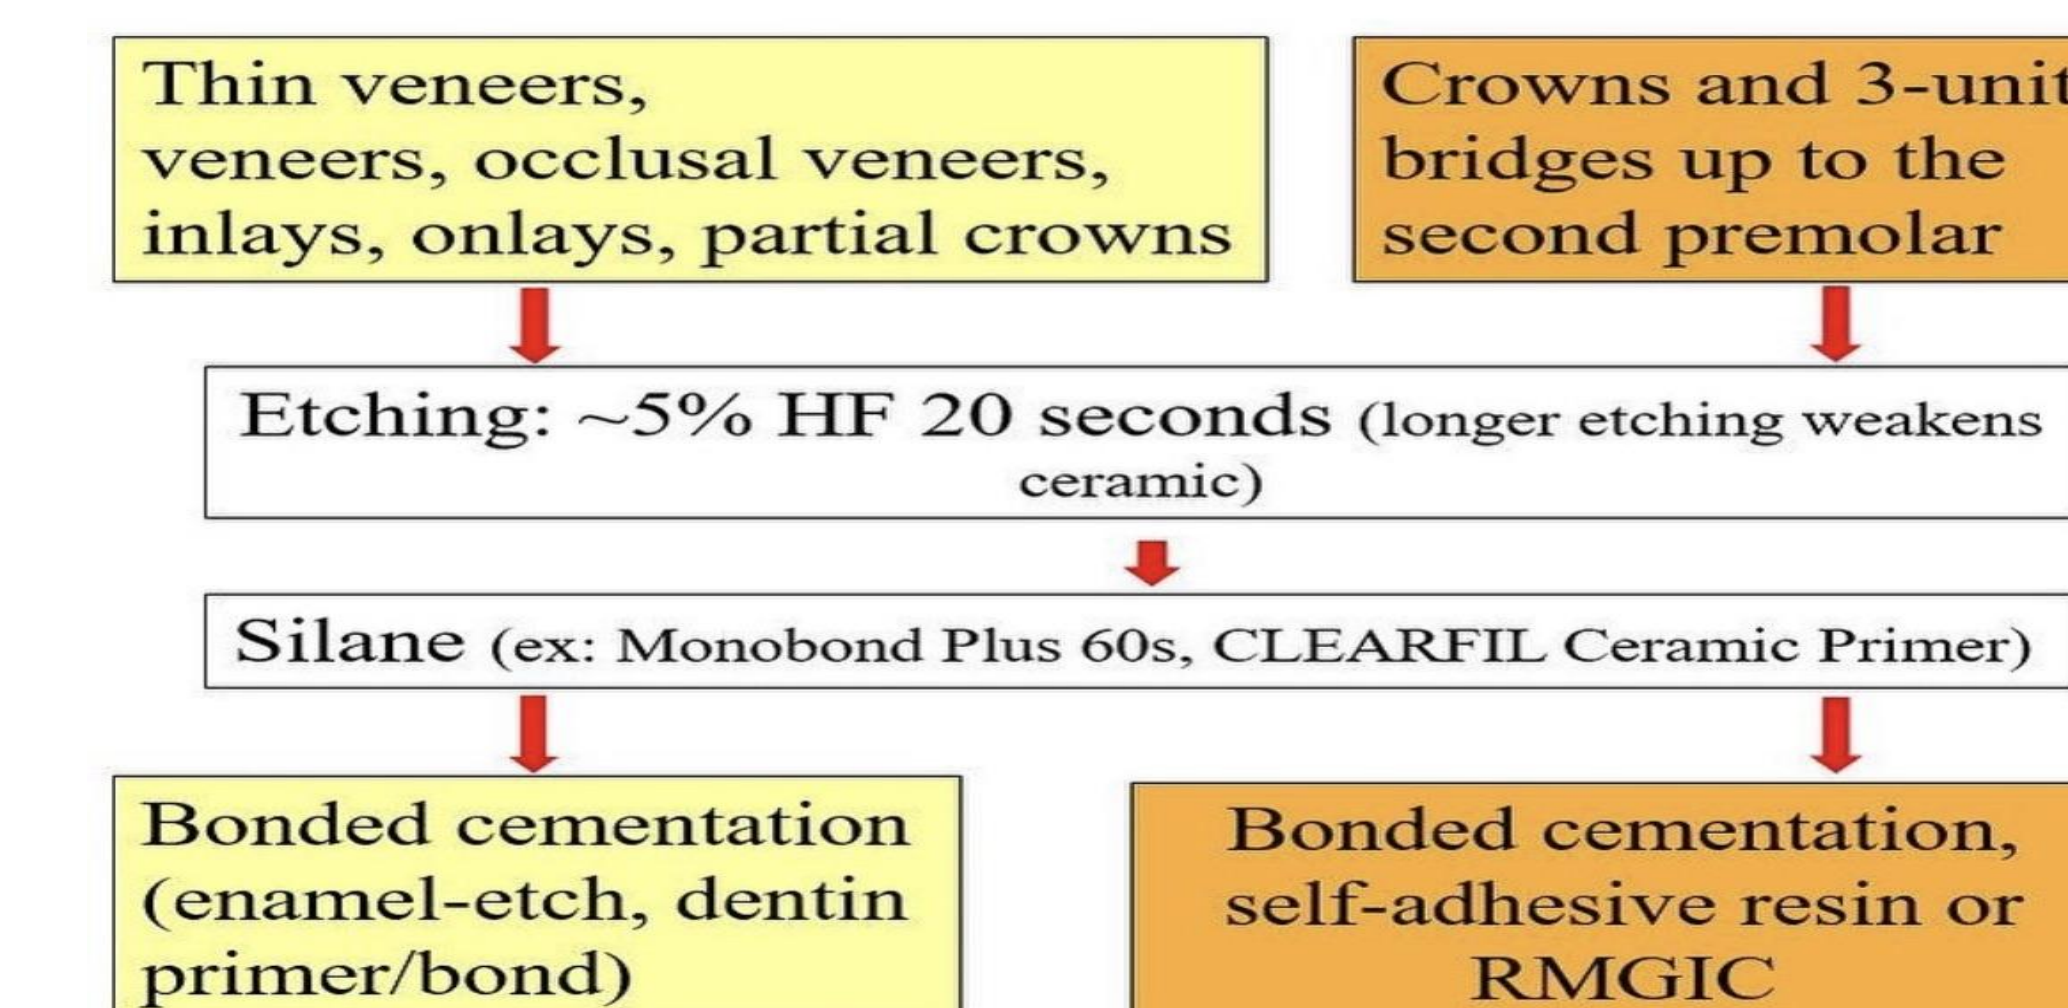 Thin veneers,
veneers, occlusal veneers,
inlays, onlays, partial crowns
Crowns and 3-unit
bridges up to the
second premolar
Etching: ~5% HF 20 seconds (longer etching weakens
ceramic)
Silane (ex: Monobond Plus 60s, CLEARFIL Ceramic Primer)
Bonded cementation
(enamel-etch, dentin
primer/bond)
Bonded cementation,
self-adhesive resin or
RMGIC